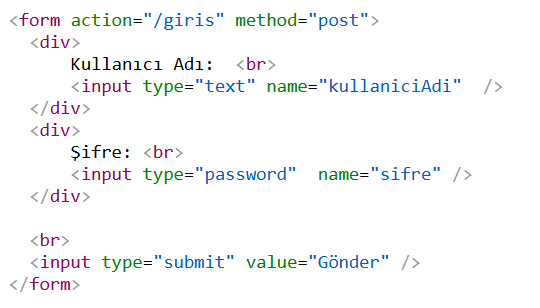 <form action="/giris" method="post">
  <div>
      Kullanıcı Adı:  <br>
      <input type="text" name="kullaniciAdi"  />
  </div>
  <div>
      Şifre: <br>
      <input type="password"  name="sifre" />
  </div>

  <br>
  <input type="submit" value="Gönder" />
</form>